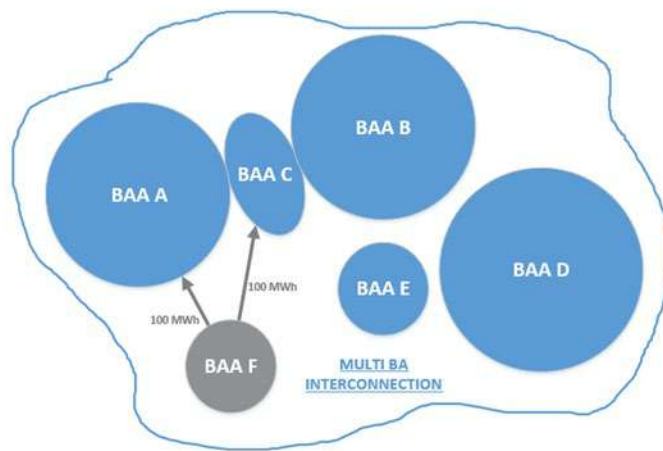 BAA B
BAA C
BAA A
BAA D
BAA E
100 MWh
100 MWh
BAA F
MULTI BA
INTERCONNECTION